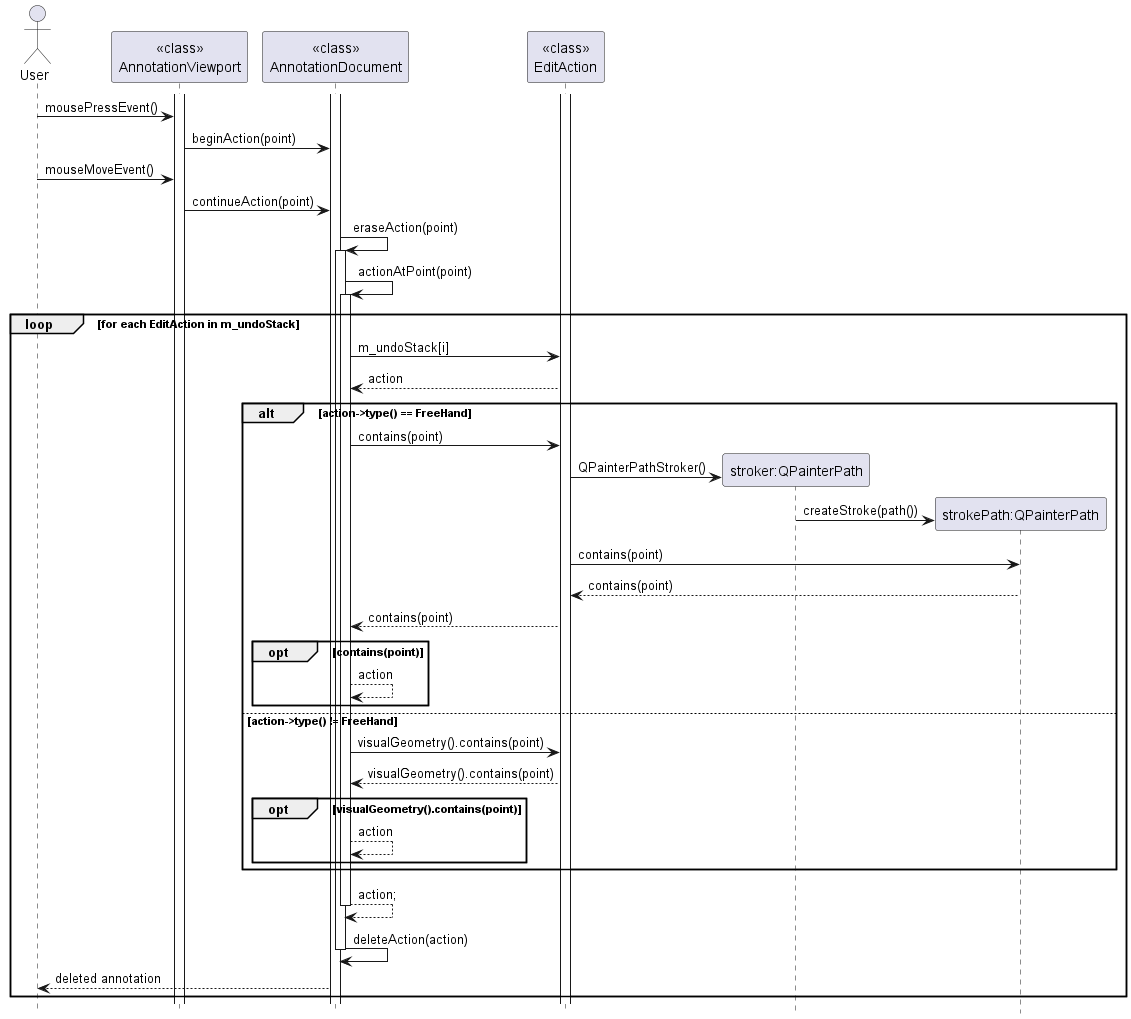 User
«class»
AnnotationViewport
«class»
AnnotationDocument
«class»
EditAction
mousePressEvent()
beginAction(point)
mouseMoveEvent()
continueAction(point)
eraseAction(point)
actionAtPoint(point)
loop [for each EditAction in m_undoStack]
m_undoStack[i]
action
alt [action->type() == FreeHand]
contains(point)
QPainterPathStroker()
stroker:QPainterPath
createStroke(path())
strokePath:QPainterPath
contains(point)
contains(point)
contains(point)
opt [contains(point)]
action
[action->type() != FreeHand]
visualGeometry().contains(point)
visualGeometry().contains(point)
opt [visualGeometry().contains(point)]
action
action;
deleteAction(action)
deleted annotation